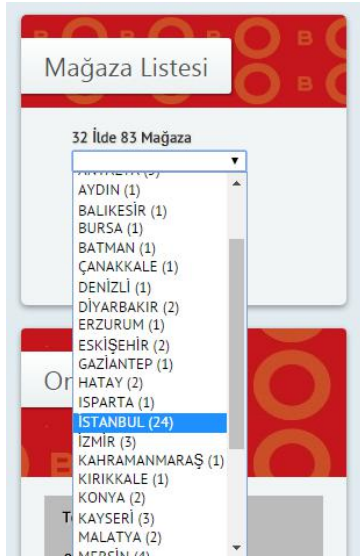 Mağaza Listesi
32 İlde 83 Mağaza
AYDIN (1)
BALIKESİR (1)
BURSA (1)
BATMAN (1)
ÇANAKKALE (1)
DENİZLİ (1)
DİYARBAKIR (2)
ERZURUM (1)
ESKİŞEHİR (2)
GAZİANTEP (1)
HATAY (2)
ISPARTA (1)
İSTANBUL (24)
İZMİR (3)
KAHRAMANMARAŞ (1)
KIRIKKALE (1)
KONYA (2)
KAYSERİ (3)
MALATYA (2)
MERSİN (4)